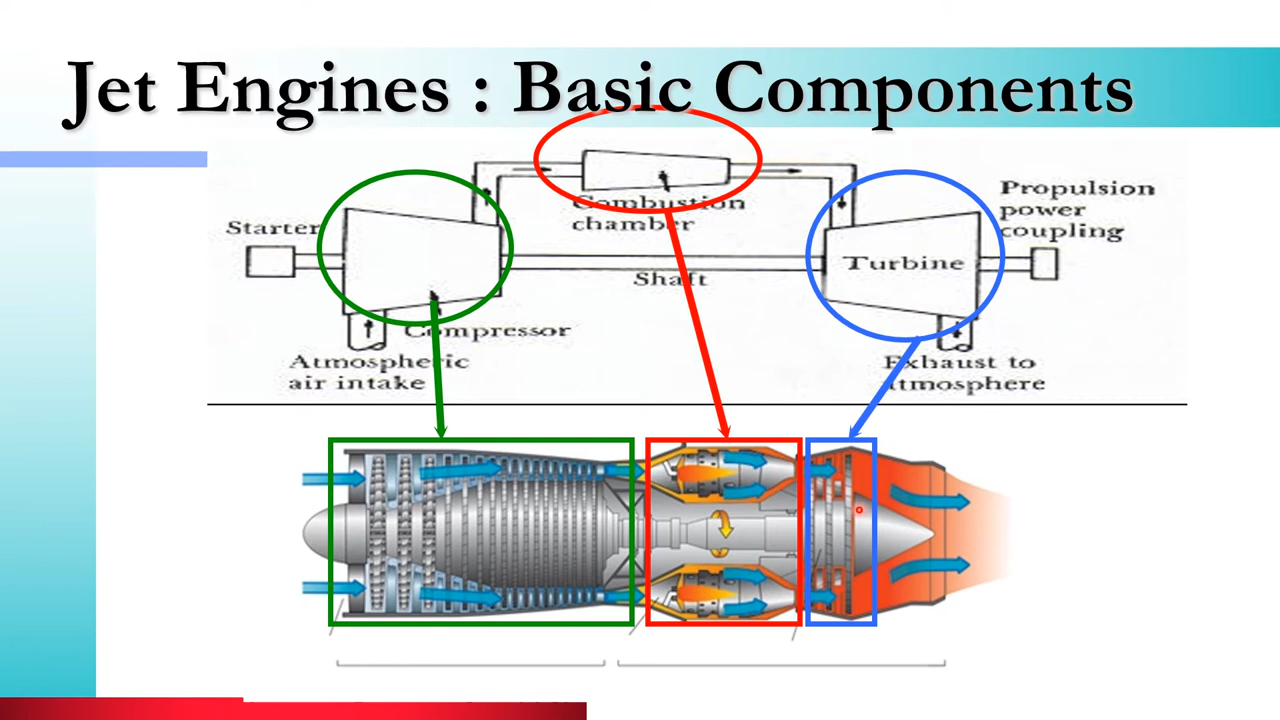 Jet Engines : Basic Components
Combustion
chamber
Propulsion
power
coupling
Starter
Turbine
Shaft
Compressor
Atmospheric
air intake
Exhaust to
atmosphere